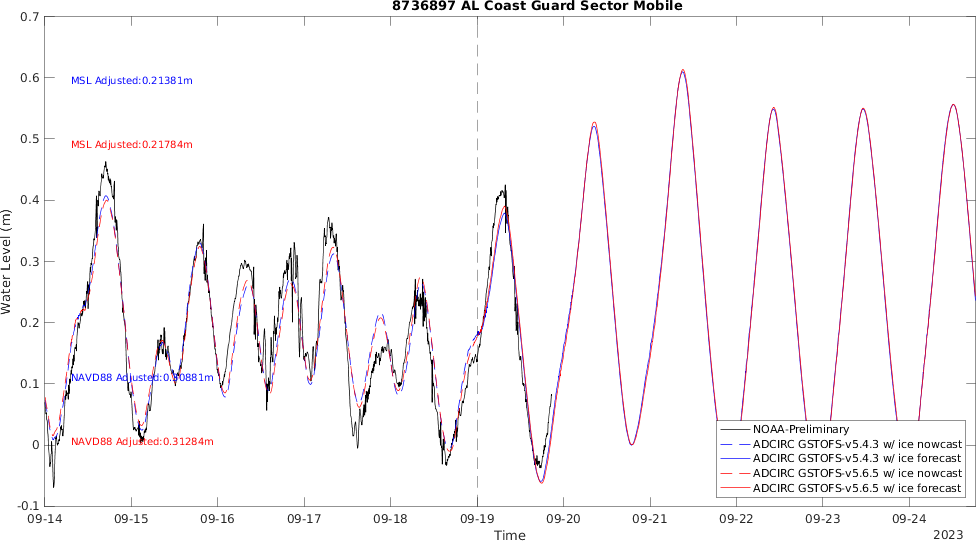 8736897 AL Coast Guard Sector Mobile
0.7
0.6
0.5
0.4
0.3
0.2
0.1
0
-0.1
Water Level (m)
MSL Adjusted:0.21381m
MSL Adjusted:0.21784m
NAVD88 Adjusted:0.30881m
NAVD88 Adjusted:0.31284m
NOAA-Preliminary
ADCIRC GSTOFS-v5.4.3 w/ ice nowcast
ADCIRC GSTOFS-v5.4.3 w/ ice forecast
ADCIRC GSTOFS-v5.6.5 w/ ice nowcast
ADCIRC GSTOFS-v5.6.5 w/ ice forecast
09-14 09-15 09-16 09-17 09-18 09-19 09-20 09-21 09-22 09-23 09-24
Time
2023